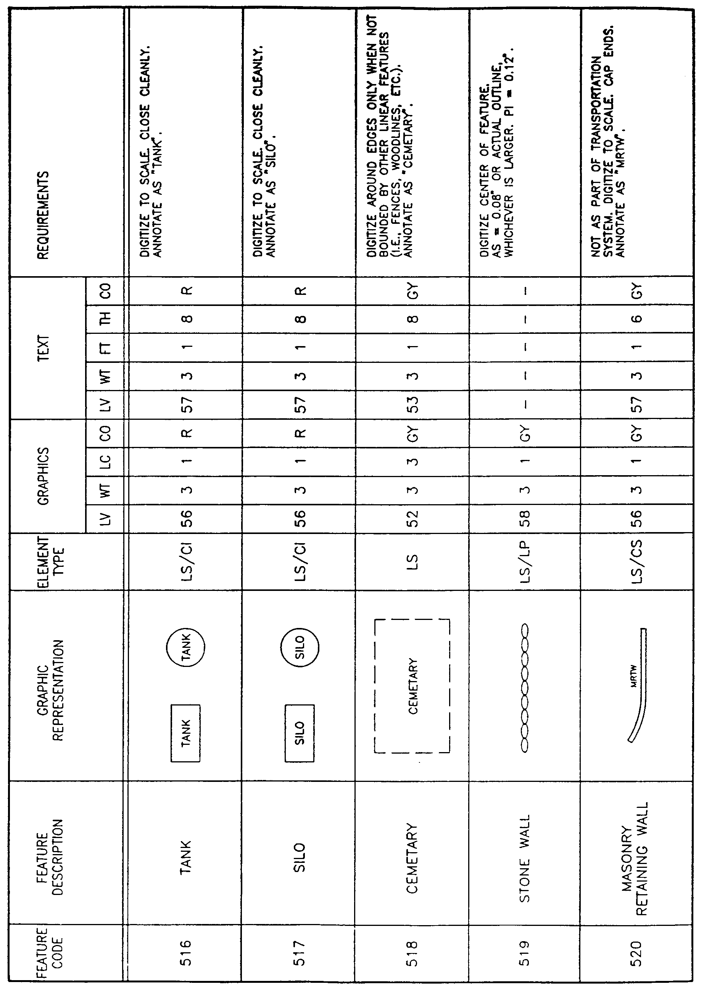 FEATURE CODE
FEATURE DESCRIPTION
GRAPHIC REPRESENTATION
ELEMENT TYPE
GRAPHICS
TEXT
REQUIREMENTS
LV WT LC CO LV WT FT TH CO
516 TANK TANK TANK LS/CI 56 3 1 R 57 3 1 8 R
DIGITIZE TO SCALE. CLOSE CLEANLY.
ANNOTATE AS "TANK".
517 SILO SILO SILO LS/CI 56 3 1 R 57 3 1 8 R
DIGITIZE TO SCALE. CLOSE CLEANLY.
ANNOTATE AS "SILO".
518 CEMETARY CEMETARY LS 52 3 3 GY 53 3 1 8 GY
DIGITIZE AROUND EDGES ONLY WHEN NOT
BOUNDED BY OTHER LINEAR FEATURES
(I.E., FENCES, WOODLINES, ETC.).
ANNOTATE AS "CEMETARY".
519 STONE WALL LS/LP 58 3 1 GY - - - - -
DIGITIZE CENTER OF FEATURE.
AS = 0.08" OR ACTUAL OUTLINE,
WHICHEVER IS LARGER. PI = 0.12".
520 MASONRY
RETAINING WALL MRTW LS/CS 56 3 1 GY 57 3 1 6 GY
NOT AS PART OF TRANSPORTATION
SYSTEM. DIGITIZE TO SCALE. CAP ENDS.
ANNOTATE AS "MRTW".